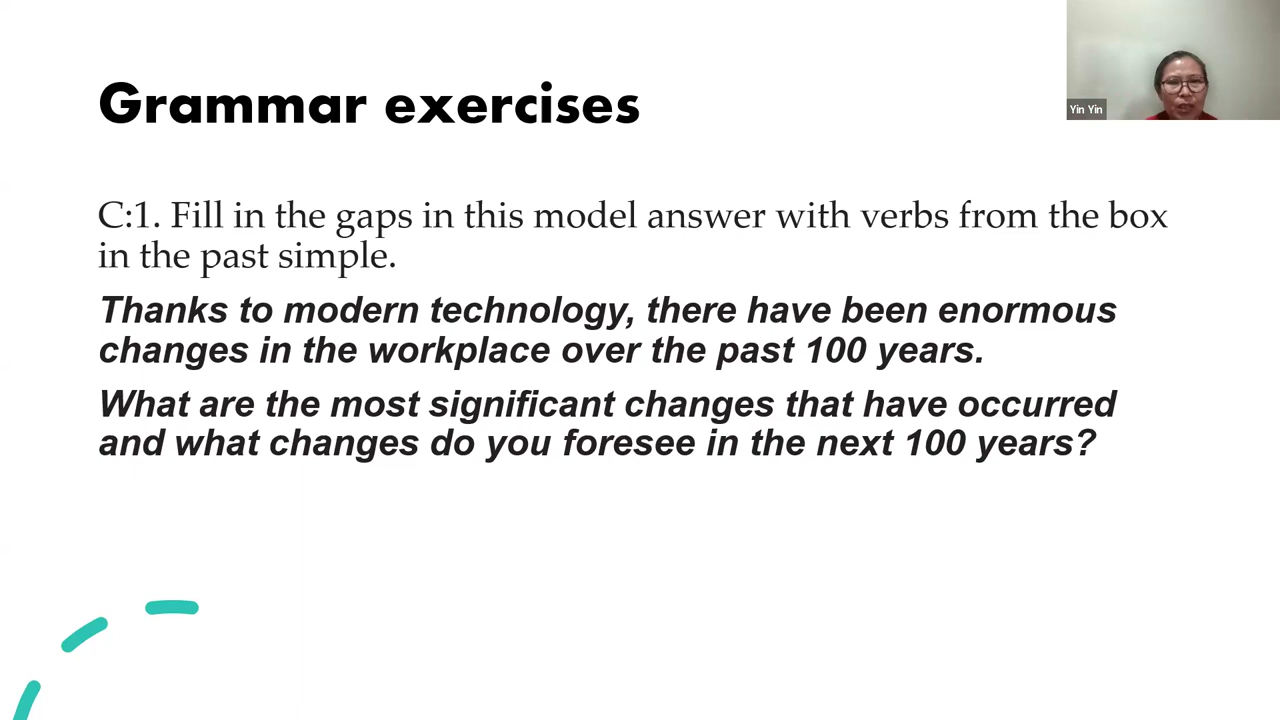 Grammar exercises
Yin Yin
C:1. Fill in the gaps in this model answer with verbs from the box
in the past simple.
Thanks to modern technology, there have been enormous
changes in the workplace over the past 100 years.
What are the most significant changes that have occurred
and what changes do you foresee in the next 100 years?